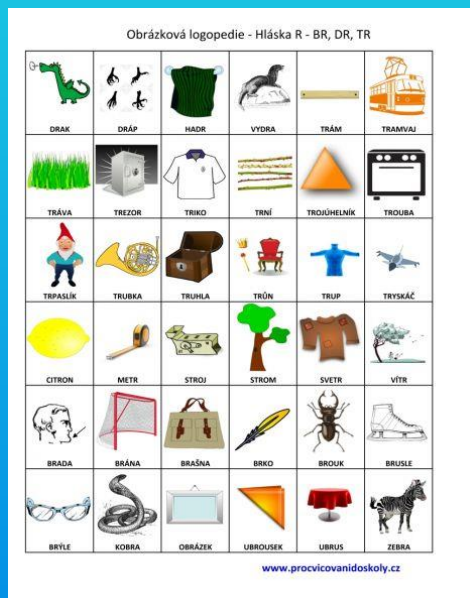 Obrázková logopedie - Hláska R - BR, DR, TR
DRAK DRÁP HADR VYDRA TRÁM TRAMVAJ
TRÁVA TREZOR TRIKO TRNÍ TROJÚHELNÍK TROUBA
TRPASLÍK TRUBKA TRUHLA TRŮN TRUP TRYSKÁČ
CITRON METR STROJ STROM SVETR VÍTR
BRADA BRÁNA BRAŠNA BRKO BROUK BRUSLE
BRÝLE KOBRA OBRÁZEK UBROUSEK UBRUS ZEBRA
www.procvicovanidoskoly.cz